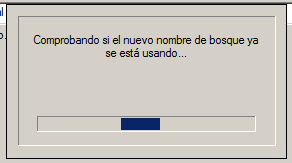 Comprobando si el nuevo nombre de bosque ya
se está usando...